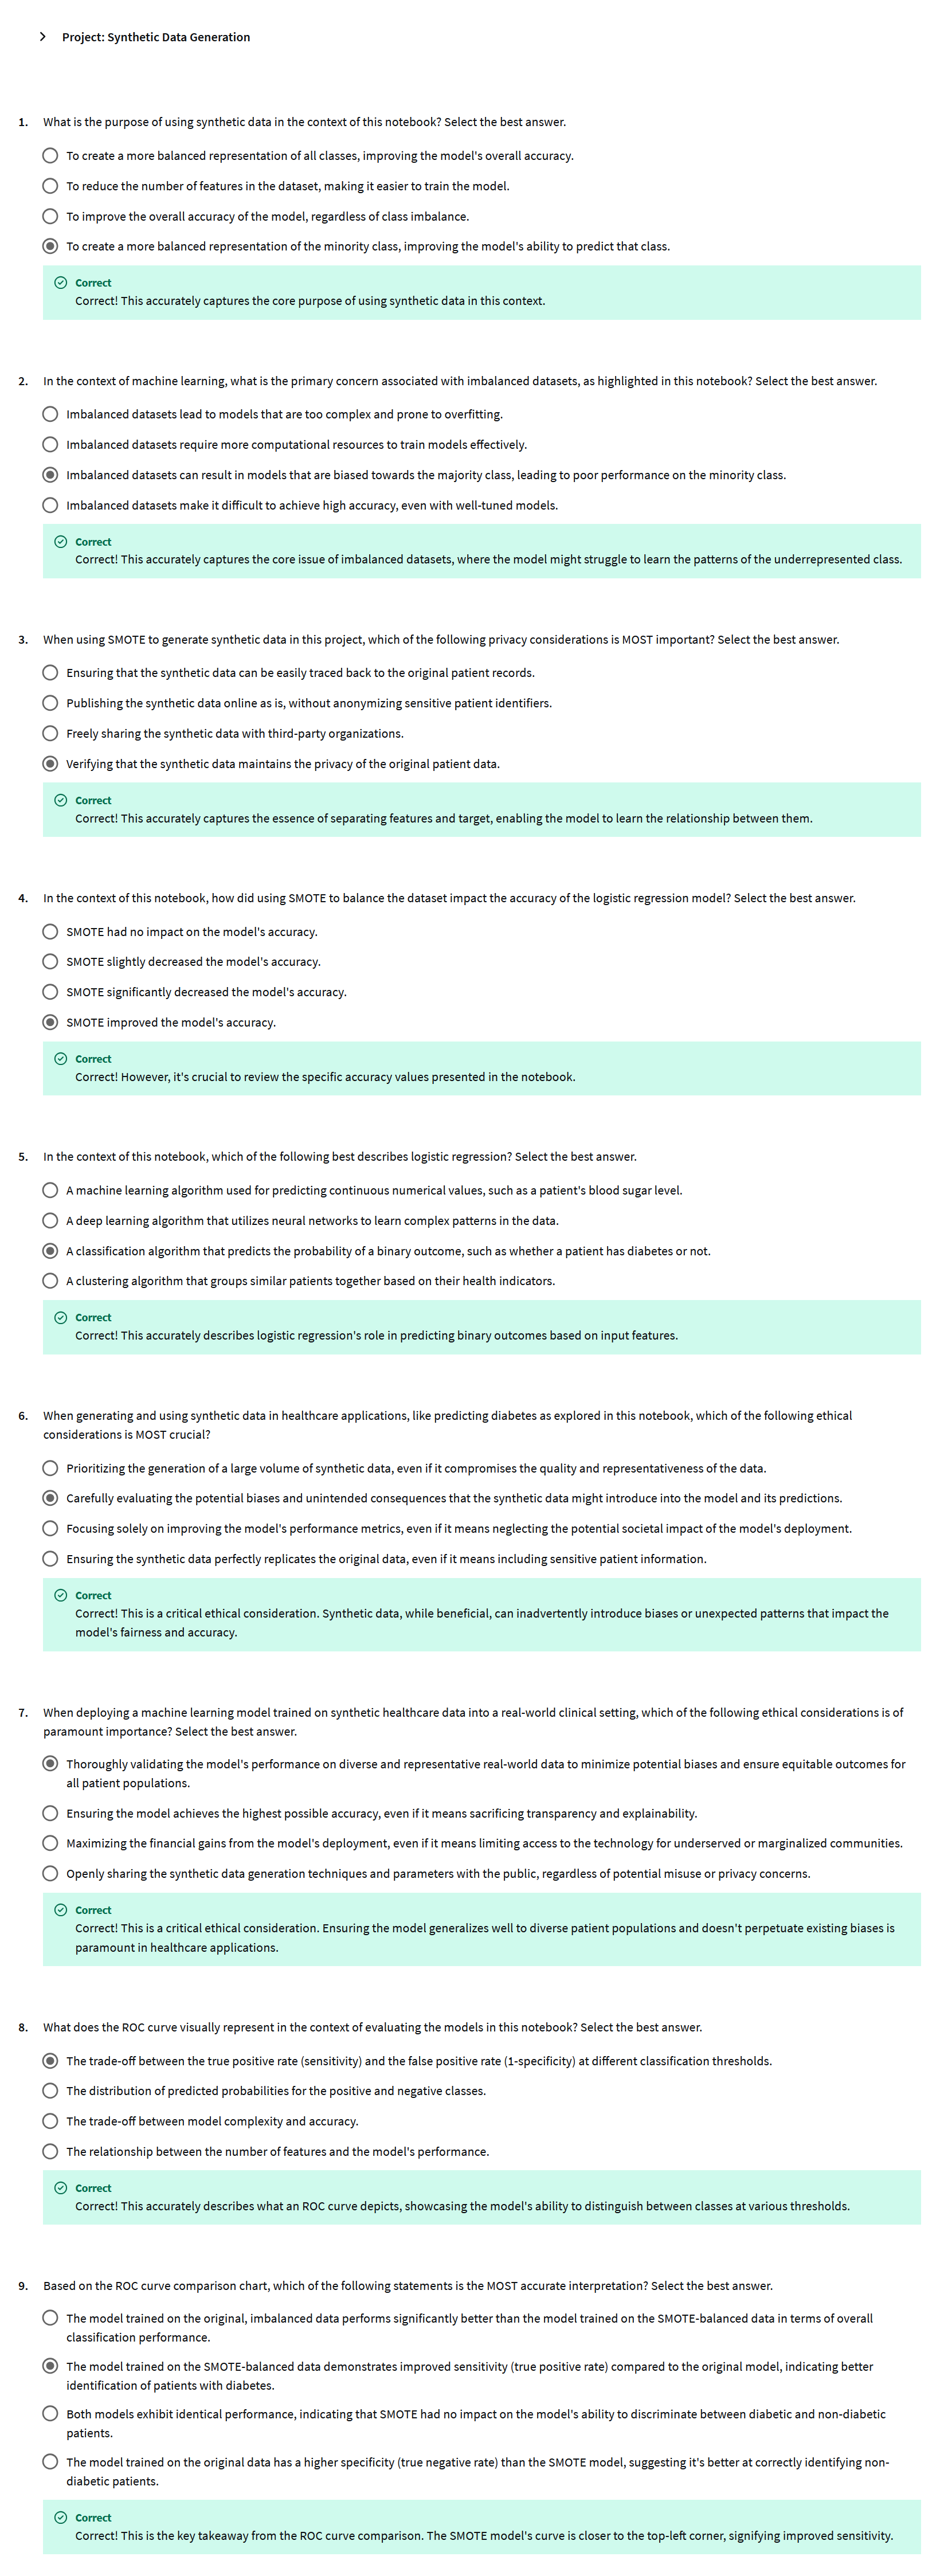 Project: Synthetic Data Generation
1. What is the purpose of using synthetic data in the context of this notebook? Select the best answer.
To create a more balanced representation of all classes, improving the model's overall accuracy.
To reduce the number of features in the dataset, making it easier to train the model.
To improve the overall accuracy of the model, regardless of class imbalance.
To create a more balanced representation of the minority class, improving the model's ability to predict that class.
Correct
Correct! This accurately captures the core purpose of using synthetic data in this context.
2. In the context of machine learning, what is the primary concern associated with imbalanced datasets, as highlighted in this notebook? Select the best answer.
Imbalanced datasets lead to models that are too complex and prone to overfitting.
Imbalanced datasets require more computational resources to train models effectively.
Imbalanced datasets can result in models that are biased towards the majority class, leading to poor performance on the minority class.
Imbalanced datasets make it difficult to achieve high accuracy, even with well-tuned models.
Correct
Correct! This accurately captures the core issue of imbalanced datasets, where the model might struggle to learn the patterns of the underrepresented class.
3. When using SMOTE to generate synthetic data in this project, which of the following privacy considerations is MOST important? Select the best answer.
Ensuring that the synthetic data can be easily traced back to the original patient records.
Publishing the synthetic data online as is, without anonymizing sensitive patient identifiers.
Freely sharing the synthetic data with third-party organizations.
Verifying that the synthetic data maintains the privacy of the original patient data.
Correct
Correct! This accurately captures the essence of separating features and target, enabling the model to learn the relationship between them.
4. In the context of this notebook, how did using SMOTE to balance the dataset impact the accuracy of the logistic regression model? Select the best answer.
SMOTE had no impact on the model's accuracy.
SMOTE slightly decreased the model's accuracy.
SMOTE significantly decreased the model's accuracy.
SMOTE improved the model's accuracy.
Correct
Correct! However, it's crucial to review the specific accuracy values presented in the notebook.
5. In the context of this notebook, which of the following best describes logistic regression? Select the best answer.
A machine learning algorithm used for predicting continuous numerical values, such as a patient's blood sugar level.
A deep learning algorithm that utilizes neural networks to learn complex patterns in the data.
A classification algorithm that predicts the probability of a binary outcome, such as whether a patient has diabetes or not.
A clustering algorithm that groups similar patients together based on their health indicators.
Correct
Correct! This accurately describes logistic regression's role in predicting binary outcomes based on input features.
6. When generating and using synthetic data in healthcare applications, like predicting diabetes as explored in this notebook, which of the following ethical
considerations is MOST crucial?
Prioritizing the generation of a large volume of synthetic data, even if it compromises the quality and representativeness of the data.
Carefully evaluating the potential biases and unintended consequences that the synthetic data might introduce into the model and its predictions.
Focusing solely on improving the model's performance metrics, even if it means neglecting the potential societal impact of the model's deployment.
Ensuring the synthetic data perfectly replicates the original data, even if it means including sensitive patient information.
Correct
Correct! This is a critical ethical consideration. Synthetic data, while beneficial, can inadvertently introduce biases or unexpected patterns that impact the
model's fairness and accuracy.
7. When deploying a machine learning model trained on synthetic healthcare data into a real-world clinical setting, which of the following ethical considerations is of
paramount importance? Select the best answer.
Thoroughly validating the model's performance on diverse and representative real-world data to minimize potential biases and ensure equitable outcomes for
all patient populations.
Ensuring the model achieves the highest possible accuracy, even if it means sacrificing transparency and explainability.
Maximizing the financial gains from the model's deployment, even if it means limiting access to the technology for underserved or marginalized communities.
Openly sharing the synthetic data generation techniques and parameters with the public, regardless of potential misuse or privacy concerns.
Correct
Correct! This is a critical ethical consideration. Ensuring the model generalizes well to diverse patient populations and doesn't perpetuate existing biases is
paramount in healthcare applications.
8. What does the ROC curve visually represent in the context of evaluating the models in this notebook? Select the best answer.
The trade-off between the true positive rate (sensitivity) and the false positive rate (1-specificity) at different classification thresholds.
The distribution of predicted probabilities for the positive and negative classes.
The trade-off between model complexity and accuracy.
The relationship between the number of features and the model's performance.
Correct
Correct! This accurately describes what an ROC curve depicts, showcasing the model's ability to distinguish between classes at various thresholds.
9. Based on the ROC curve comparison chart, which of the following statements is the MOST accurate interpretation? Select the best answer.
The model trained on the original, imbalanced data performs significantly better than the model trained on the SMOTE-balanced data in terms of overall
classification performance.
The model trained on the SMOTE-balanced data demonstrates improved sensitivity (true positive rate) compared to the original model, indicating better
identification of patients with diabetes.
Both models exhibit identical performance, indicating that SMOTE had no impact on the model's ability to discriminate between diabetic and non-diabetic
patients.
The model trained on the original data has a higher specificity (true negative rate) than the SMOTE model, suggesting it's better at correctly identifying non-
diabetic patients.
Correct
Correct! This is the key takeaway from the ROC curve comparison. The SMOTE model's curve is closer to the top-left corner, signifying improved sensitivity.